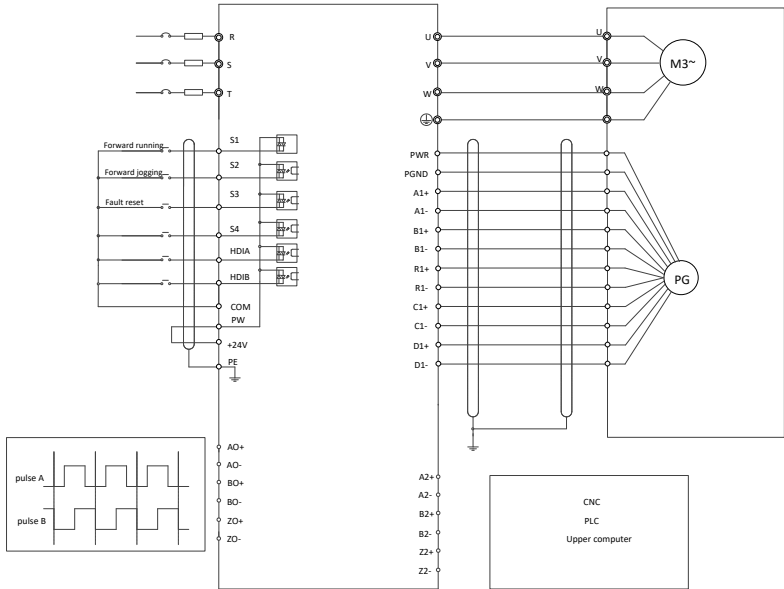 R
S
T
U
V
W
U
V
W
M3~
S1
Forward running
S2
Forward jogging
S3
Fault reset
S4
HDIA
HDIB
COM
PW
+24V
PE
PWR
PGND
A1+
A1-
B1+
B1-
R1+
R1-
C1+
C1-
D1+
D1-
PG
AO+
AO-
BO+
BO-
ZO+
ZO-
pulse A
pulse B
A2+
A2-
B2+
B2-
Z2+
Z2-
CNC
PLC
Upper computer